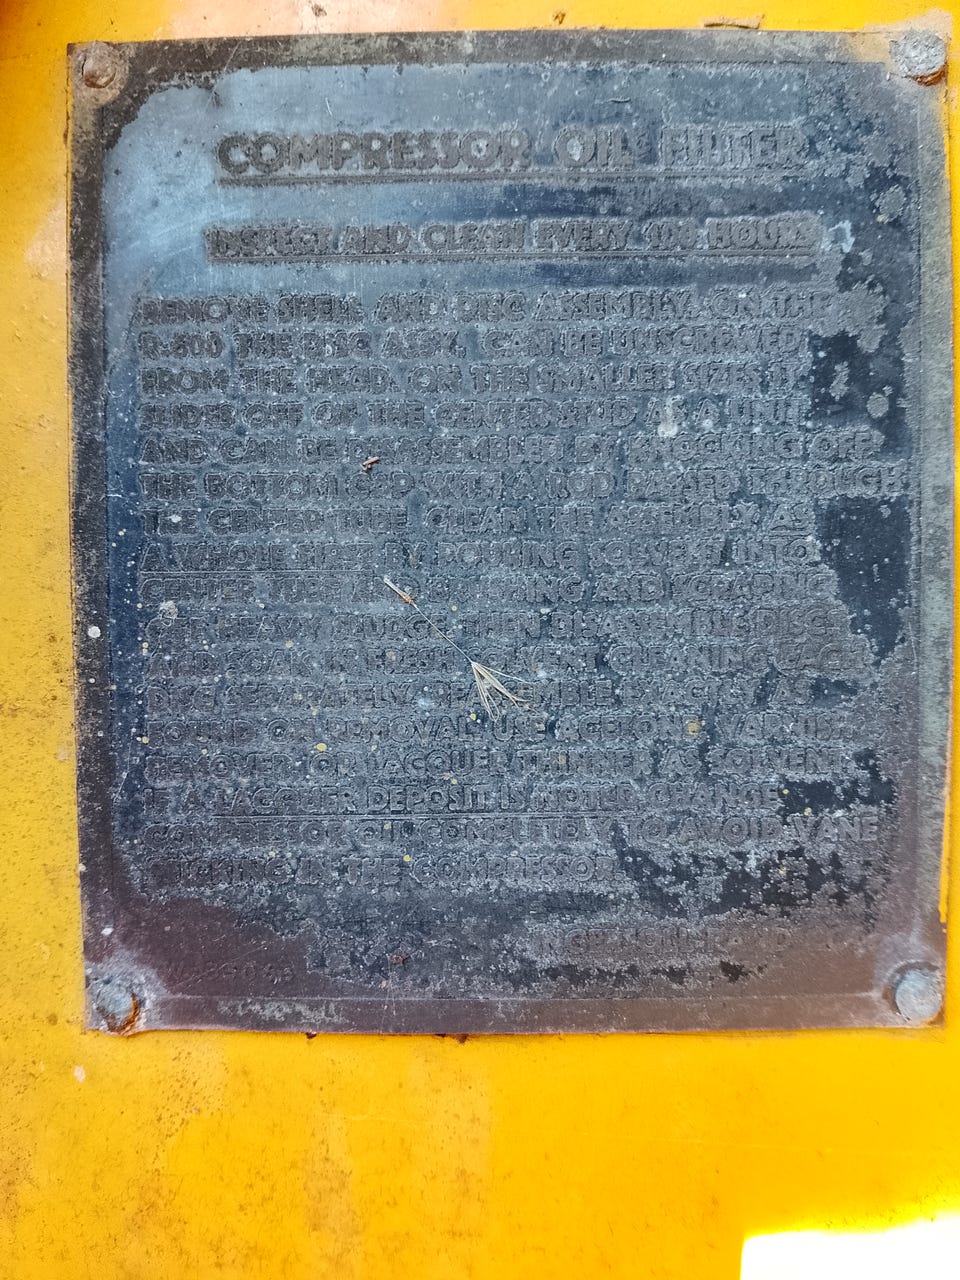 COMPRESSOR OIL FILTER
INSPECT AND CLEAN EVERY 100 HOURS
REMOVE SHELL AND DISC ASSEMBLY. ON THE
R-600 THE DISC ASSY. CAN BE UNSCREWED
FROM THE HEAD. ON THE SMALLER SIZES IT
SLIDES OFF OF THE CENTER STUD AS A UNIT
AND CAN BE DISASSEMBLED BY KNOCKING OFF
THE BOTTOM CAP WITH A ROD PASSED THROUGH
THE CENTER TUBE. CLEAN THE ASSEMBLY AS
A WHOLE FIRST BY POURING SOLVENT INTO
CENTER TUBE AND BRUSHING AND SCRAPING
OFF HEAVY SLUDGE. THEN DISASSEMBLE DISCS
AND SOAK IN FRESH SOLVENT CLEANING EACH
DISC SEPARATELY. REASSEMBLE EXACTLY AS
FOUND ON REMOVAL. USE ACETONE, VARNISH
REMOVER OR LACQUER THINNER AS SOLVENT.
IF A LACQUER DEPOSIT IS NOTED CHANGE
COMPRESSOR OIL COMPLETELY TO AVOID VANE
STICKING IN THE COMPRESSOR
INGERSOLL-RAND